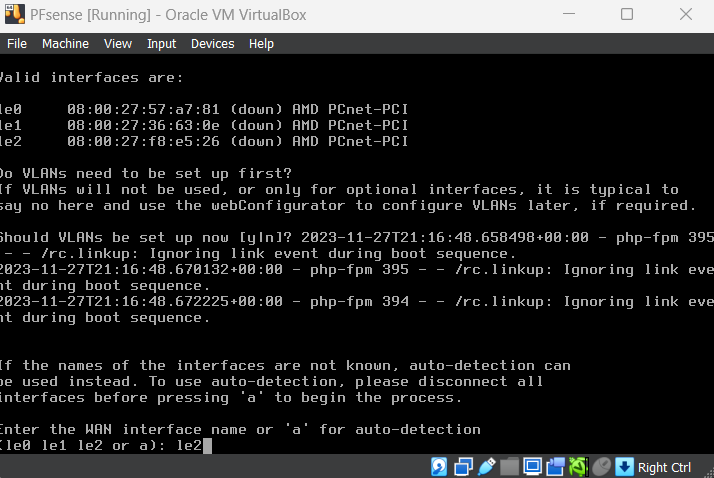 PFsense [Running] - Oracle VM VirtualBox
File Machine View Input Devices Help
Valid interfaces are:
le0 08:00:27:57:a7:81 (down) AMD PCnet-PCI
le1 08:00:27:36:63:0e (down) AMD PCnet-PCI
le2 08:00:27:f8:e5:26 (down) AMD PCnet-PCI
Do VLANs need to be set up first?
If VLANs will not be used, or only for optional interfaces, it is typical to
say no here and use the webConfigurator to configure VLANs later, if required.
Should VLANs be set up now [y|n]? 2023-11-27T21:16:48.658498+00:00 - php-fpm 395
- - /rc.linkup: Ignoring link event during boot sequence.
2023-11-27T21:16:48.670132+00:00 - php-fpm 395 - - /rc.linkup: Ignoring link eve
nt during boot sequence.
2023-11-27T21:16:48.672225+00:00 - php-fpm 394 - - /rc.linkup: Ignoring link eve
nt during boot sequence.
If the names of the interfaces are not known, auto-detection can
be used instead. To use auto-detection, please disconnect all
interfaces before pressing 'a' to begin the process.
Enter the WAN interface name or 'a' for auto-detection
(le0 le1 le2 or a): le2
Right Ctrl